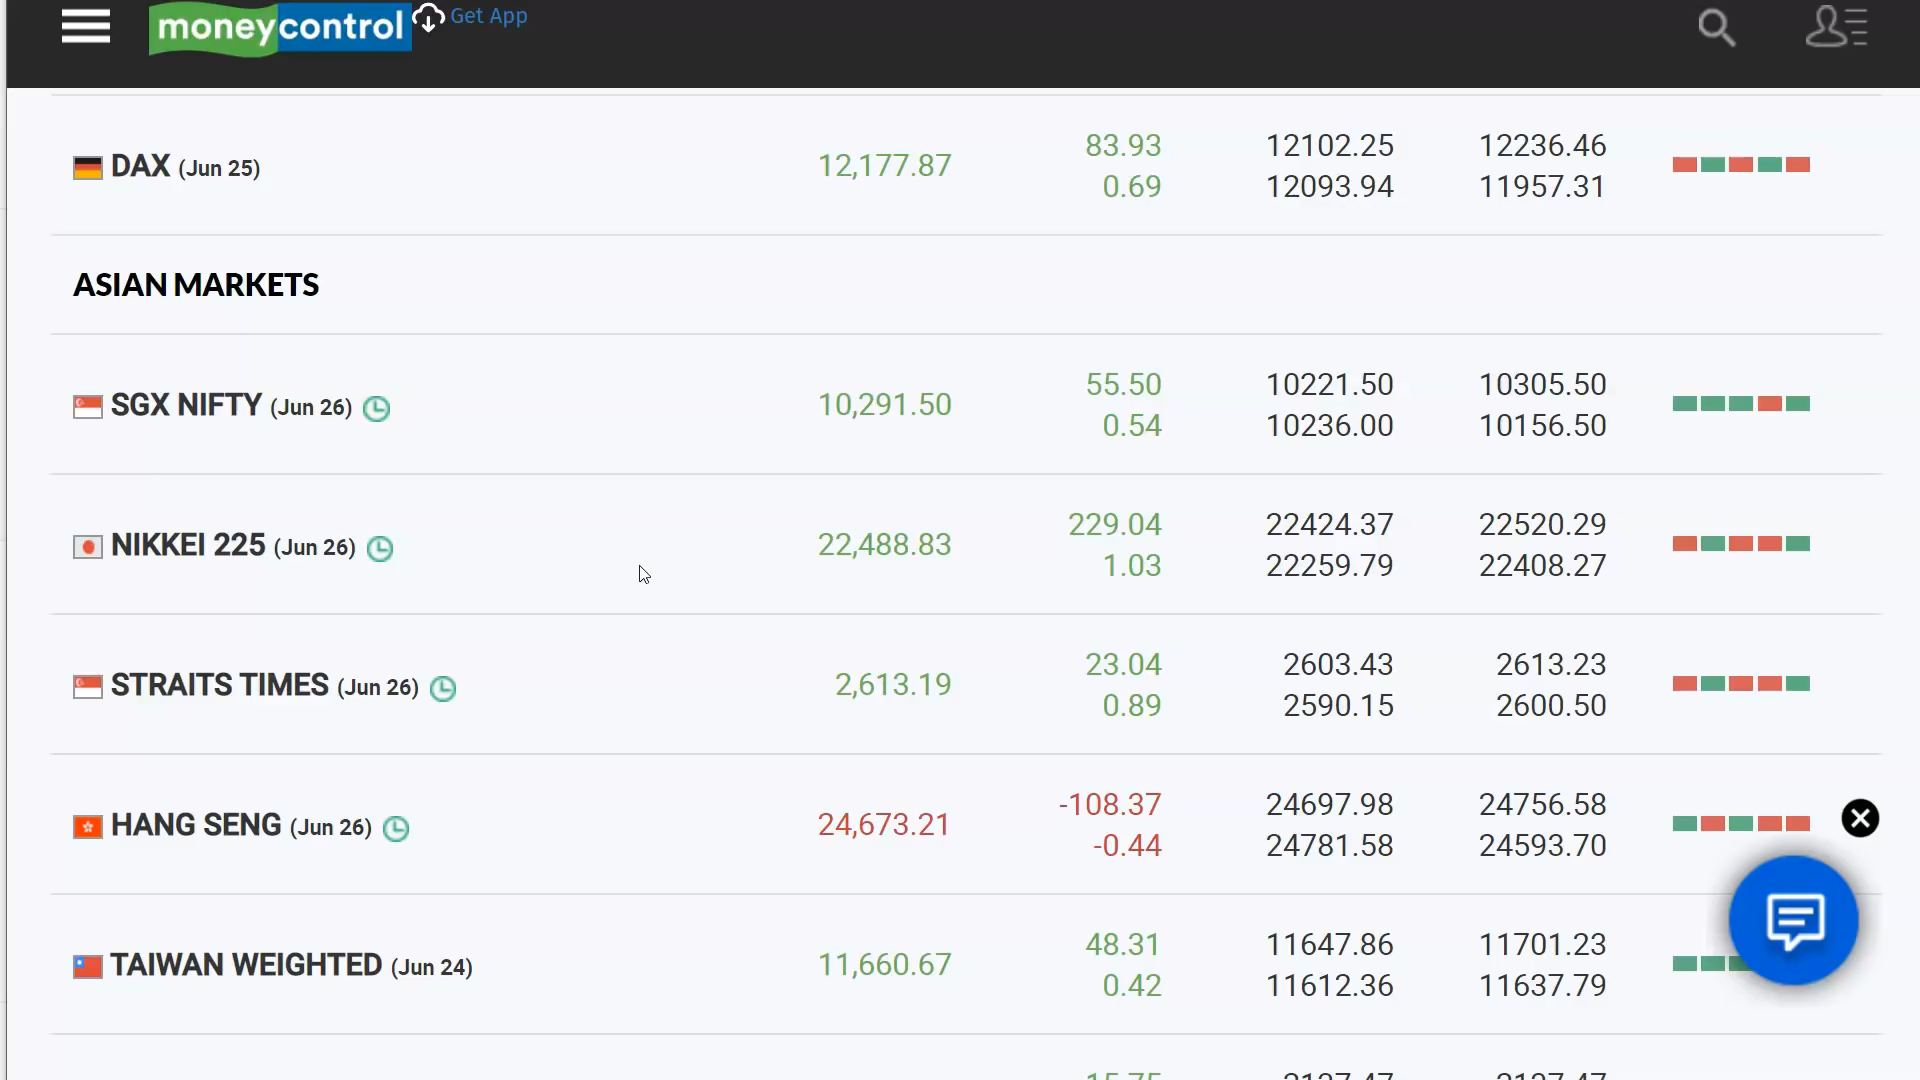 moneycontrol Get App
DAX (Jun 25) 12,177.87 83.93 0.69 12102.25 12093.94 12236.46 11957.31
ASIAN MARKETS
SGX NIFTY (Jun 26) 10,291.50 55.50 0.54 10221.50 10236.00 10305.50 10156.50
NIKKEI 225 (Jun 26) 22,488.83 229.04 1.03 22424.37 22259.79 22520.29 22408.27
STRAITS TIMES (Jun 26) 2,613.19 23.04 0.89 2603.43 2590.15 2613.23 2600.50
HANG SENG (Jun 26) 24,673.21 -108.37 -0.44 24697.98 24781.58 24756.58 24593.70
TAIWAN WEIGHTED (Jun 24) 11,660.67 48.31 0.42 11647.86 11612.36 11701.23 11637.79